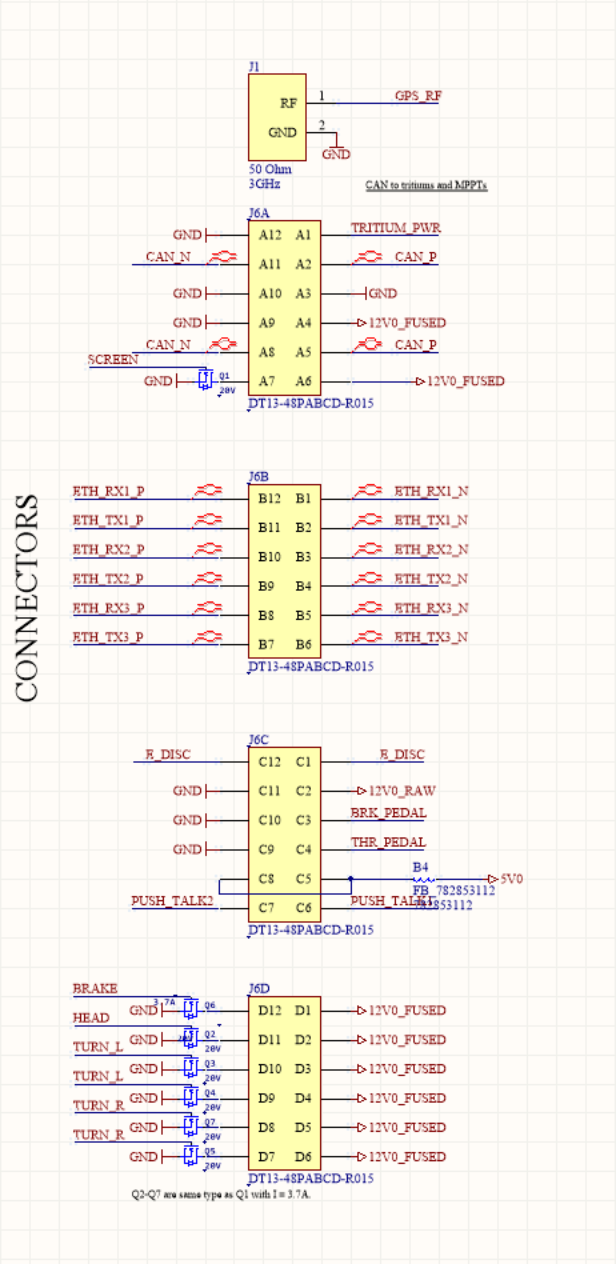 J1
RF 1 GPS_RF
GND 2
GND
50 Ohm
3GHz
CAN to tritiums and MPPTs
J6A
GND A12 A1 TRITIUM_PWR
CAN_N A11 A2 CAN_P
GND A10 A3 GND
GND A9 A4 12V0_FUSED
CAN_N A8 A5 CAN_P
SCREEN
GND Q1 A7 A6 12V0_FUSED
20V
DT13-48PABCD-R015
CONNECTORS
J6B
ETH_RX1_P B12 B1 ETH_RX1_N
ETH_TX1_P B11 B2 ETH_TX1_N
ETH_RX2_P B10 B3 ETH_RX2_N
ETH_TX2_P B9 B4 ETH_TX2_N
ETH_RX3_P B8 B5 ETH_RX3_N
ETH_TX3_P B7 B6 ETH_TX3_N
DT13-48PABCD-R015
J6C
E_DISC C12 C1 E_DISC
GND C11 C2 12V0_RAW
GND C10 C3 BRK_PEDAL
GND C9 C4 THR_PEDAL
C8 C5 B4 5V0
FB_782853112
PUSH_TALK2 C7 C6 782853112
DT13-48PABCD-R015
J6D
BRAKE
3.7A
GND Q6 D12 D1 12V0_FUSED
HEAD
GND Q2 D11 D2 12V0_FUSED
20V
TURN_L
GND Q3 D10 D3 12V0_FUSED
20V
TURN_L
GND Q4 D9 D4 12V0_FUSED
20V
TURN_R
GND Q7 D8 D5 12V0_FUSED
20V
TURN_R
GND Q5 D7 D6 12V0_FUSED
20V
DT13-48PABCD-R015
Q2-Q7 are same type as Q1 with I = 3.7A.